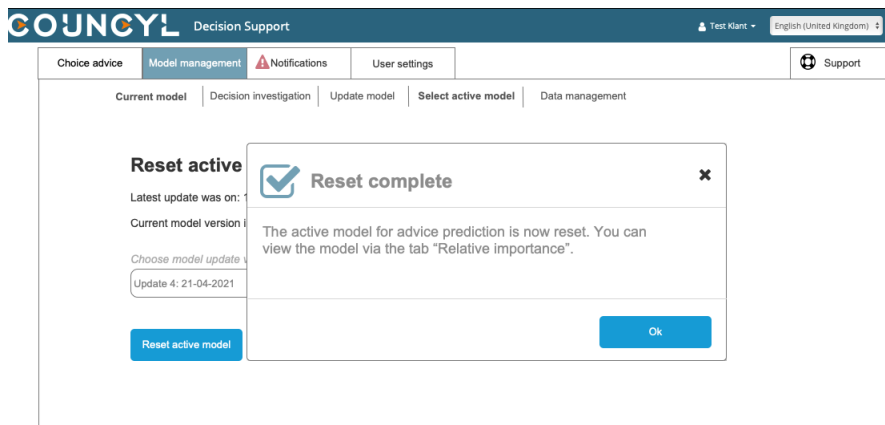 COUNCYL Decision Support
Test Klant
English (United Kingdom)
Choice advice
Model management
Notifications
User settings
Support
Current model
Decision investigation
Update model
Select active model
Data management
Reset active
Latest update was on: 1
Current model version i
Choose model update v
Update 4: 21-04-2021
Reset active model
Reset complete
The active model for advice prediction is now reset. You can
view the model via the tab “Relative importance”.
Ok